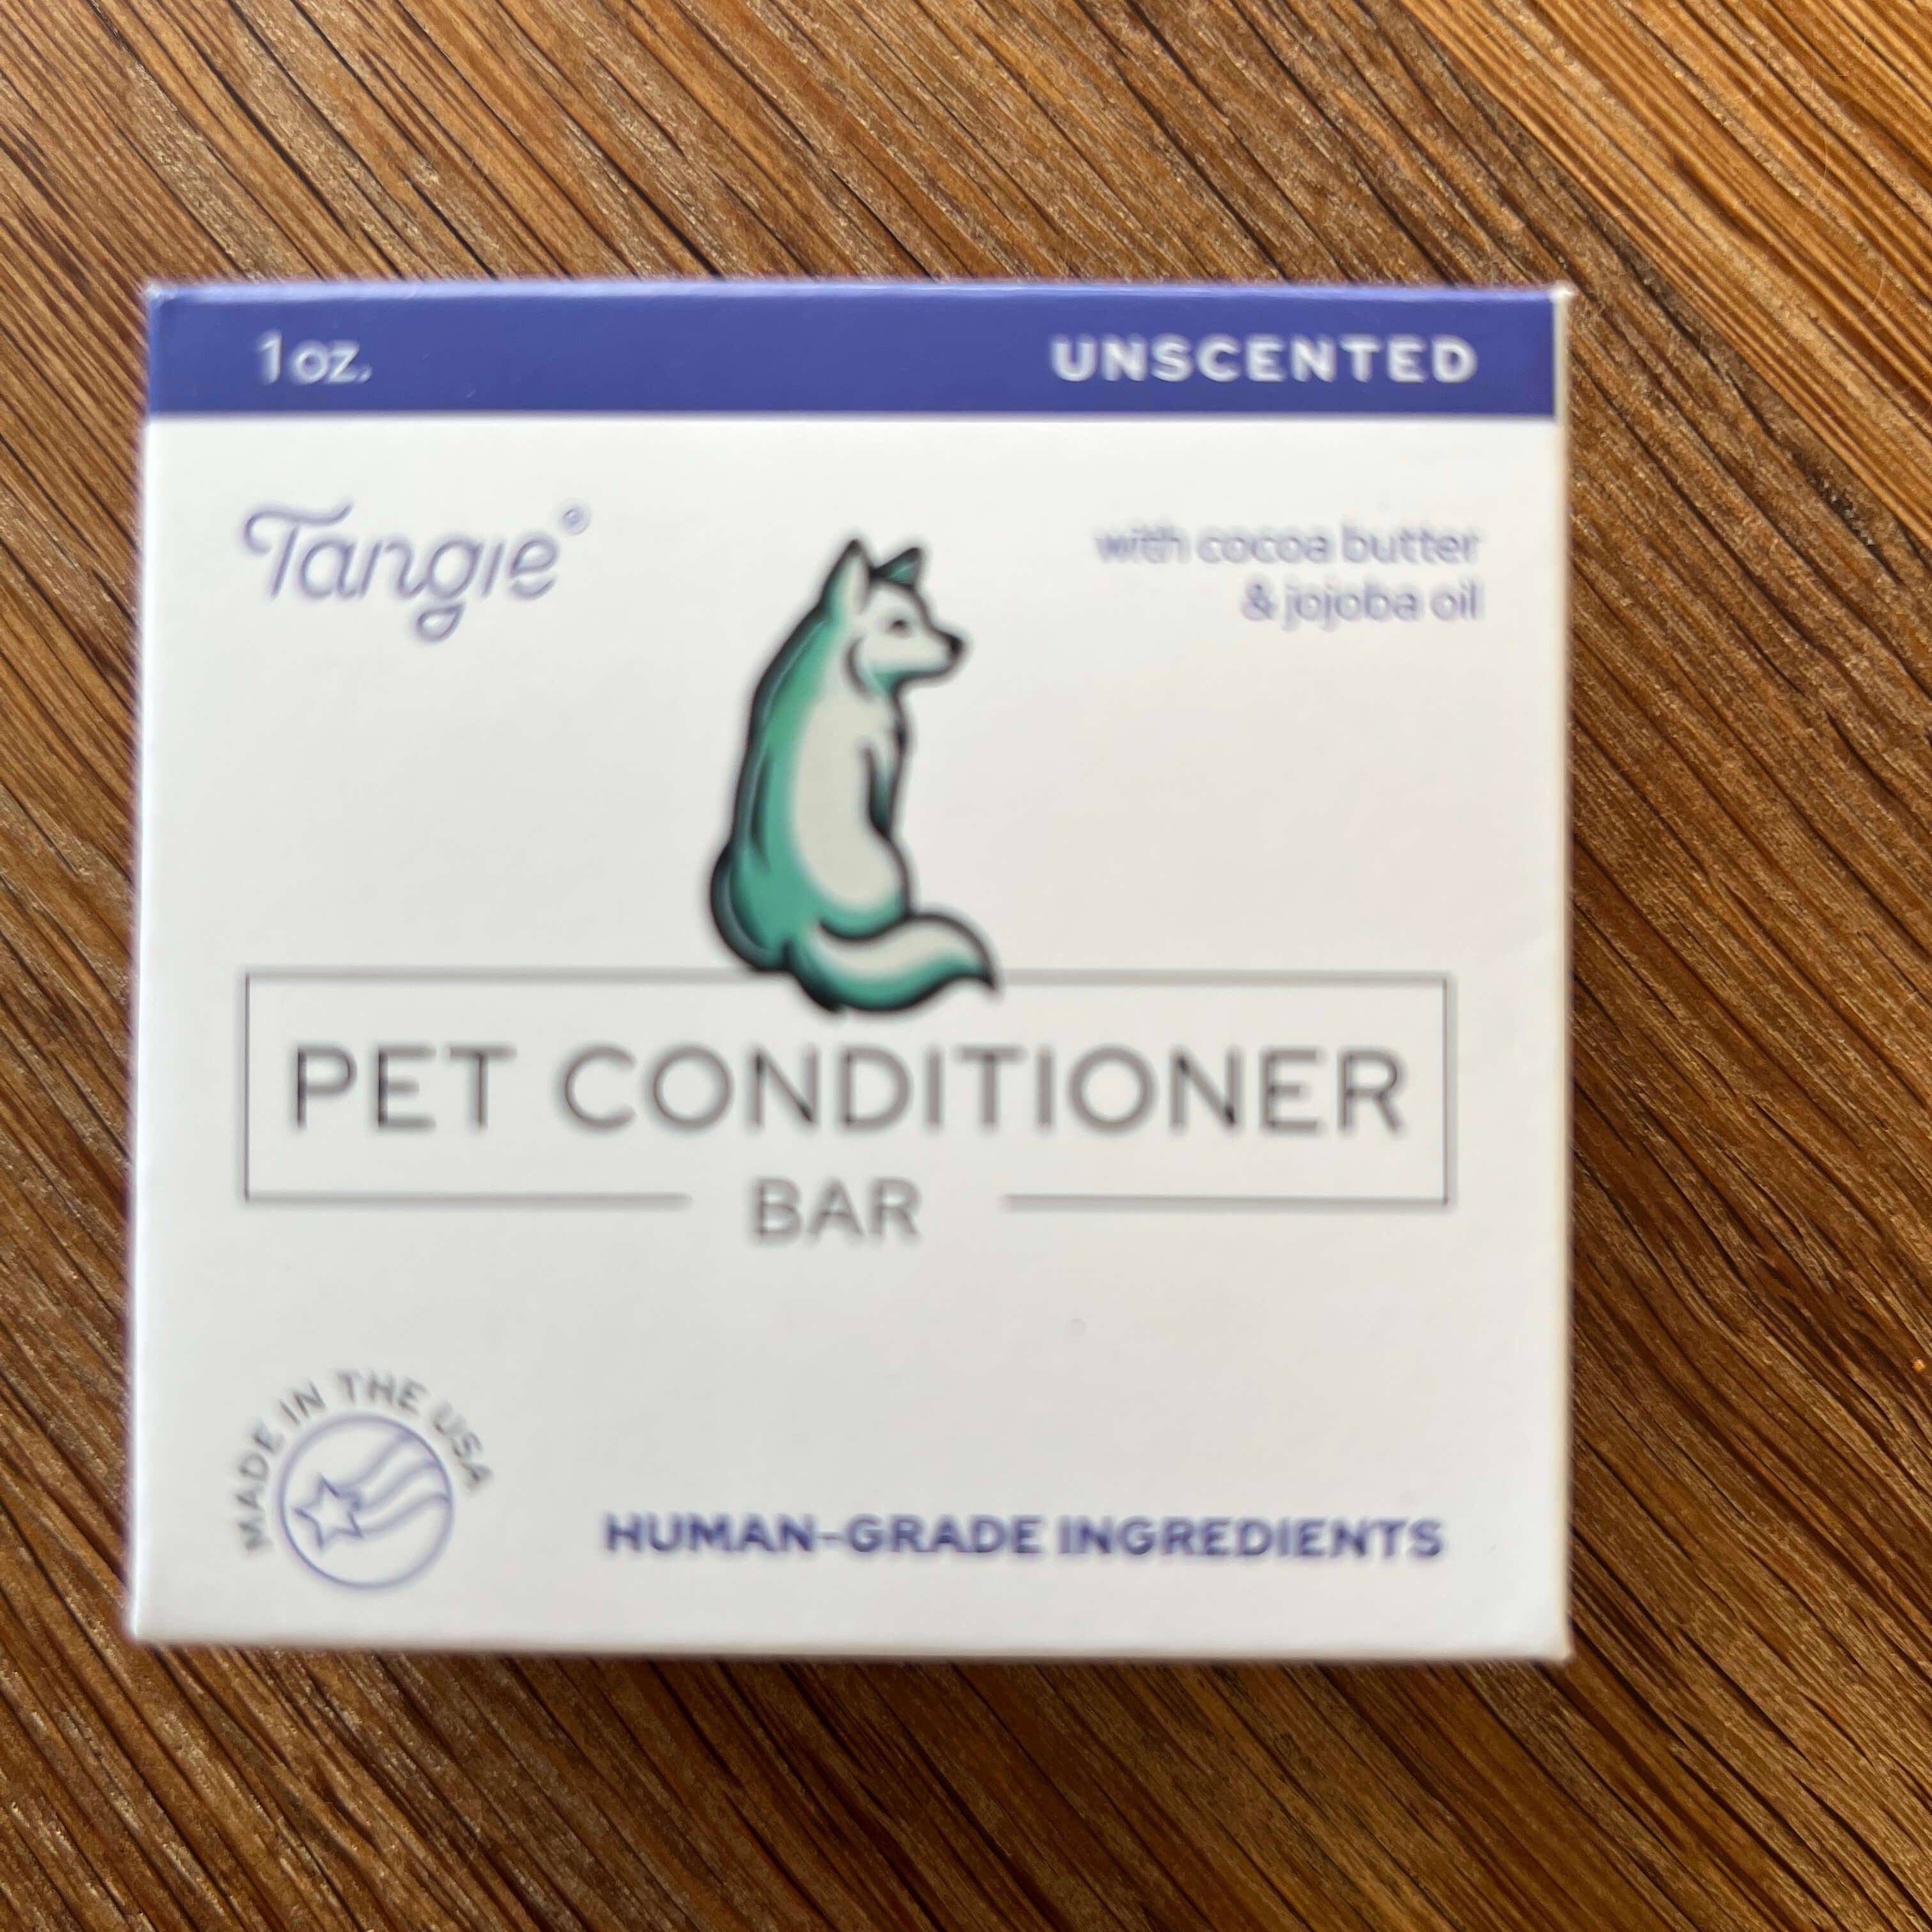 1 oz.
UNSCENTED
Tangie®
with cocoa butter
& jojoba oil
PET CONDITIONER
BAR
MADE IN THE USA
HUMAN-GRADE INGREDIENTS